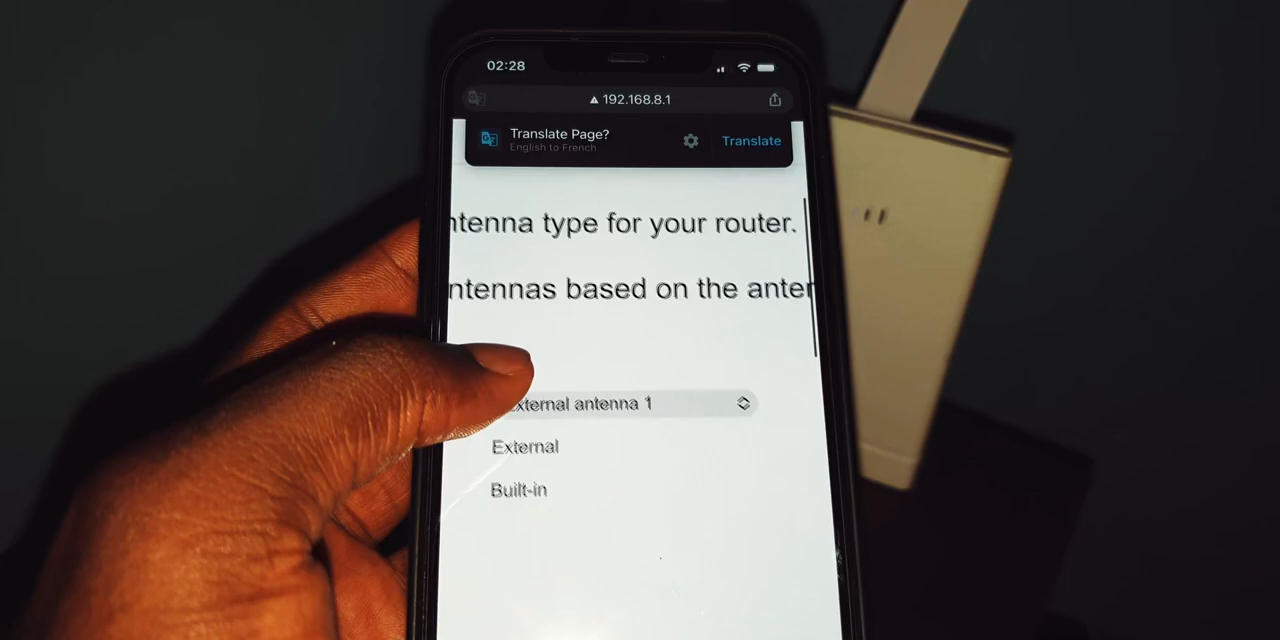 02:28
192.168.8.1
Translate Page?
English to French
Translate
ntenna type for your router.
ntennas based on the anten
xternal antenna 1
External
Built-in